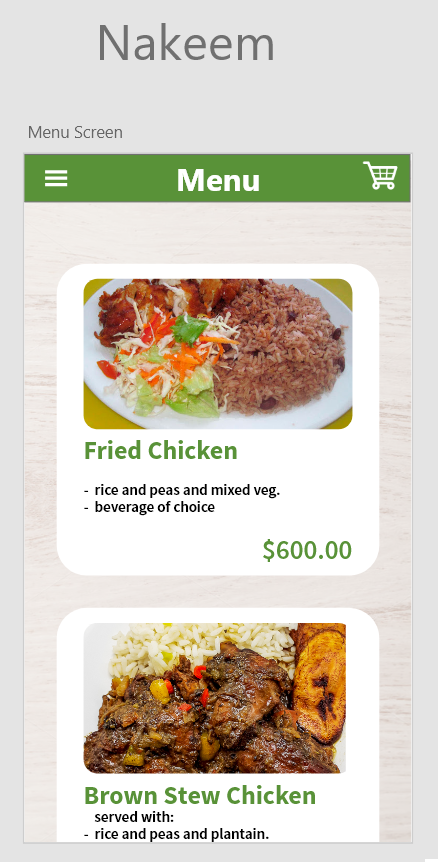 Nakeem
Menu Screen
Menu
Fried Chicken
- rice and peas and mixed veg.
- beverage of choice
$600.00
Brown Stew Chicken
served with:
- rice and peas and plantain.